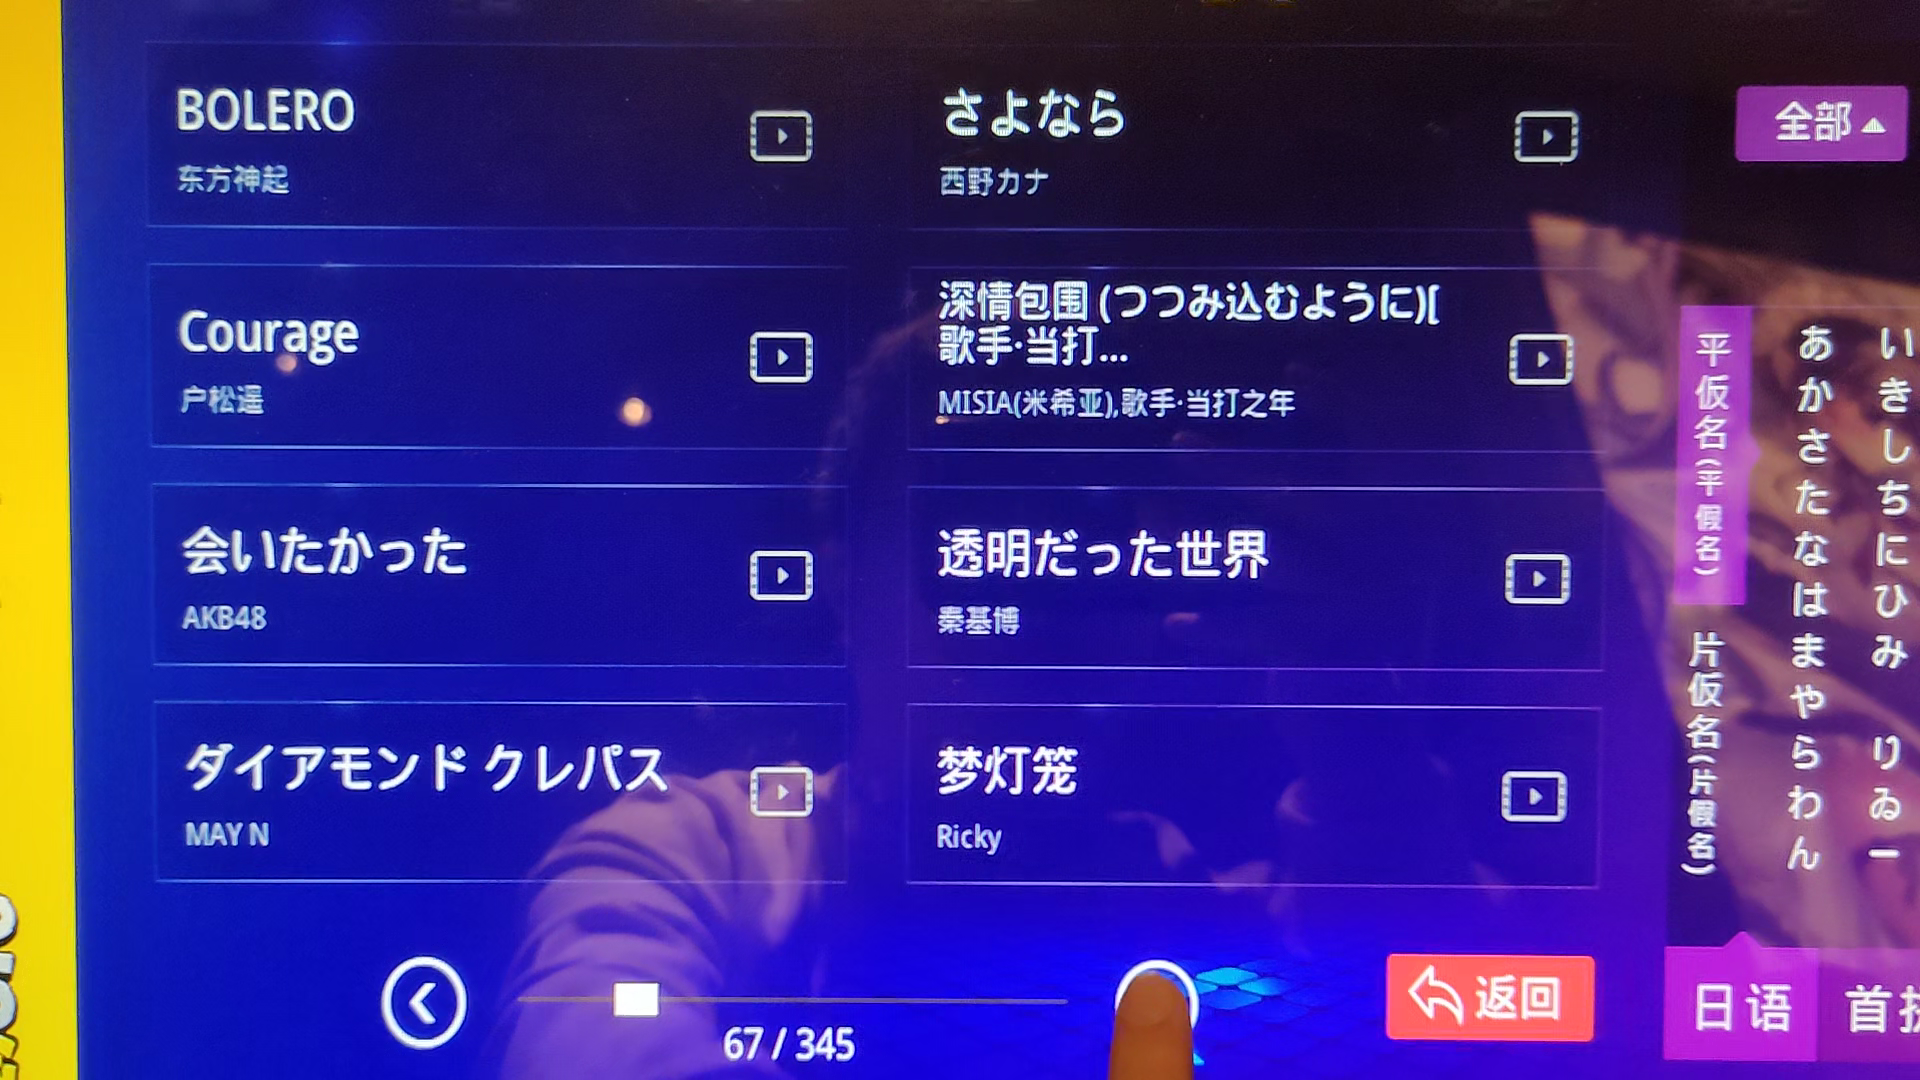 BOLERO
东方神起
さよなら
西野カナ
Courage
户松遥
深情包围 (つつみ込むように)[
歌手·当打...
MISIA(米希亚),歌手·当打之年
会いたかった
AKB48
透明だった世界
秦基博
ダイアモンド クレパス
MAY N
梦灯笼
Ricky
67 / 345
返回
全部
平仮名(平假名)
片仮名(片假名)
あかさたなはまやらわん
いきしちにひみ りゐー
日语
首